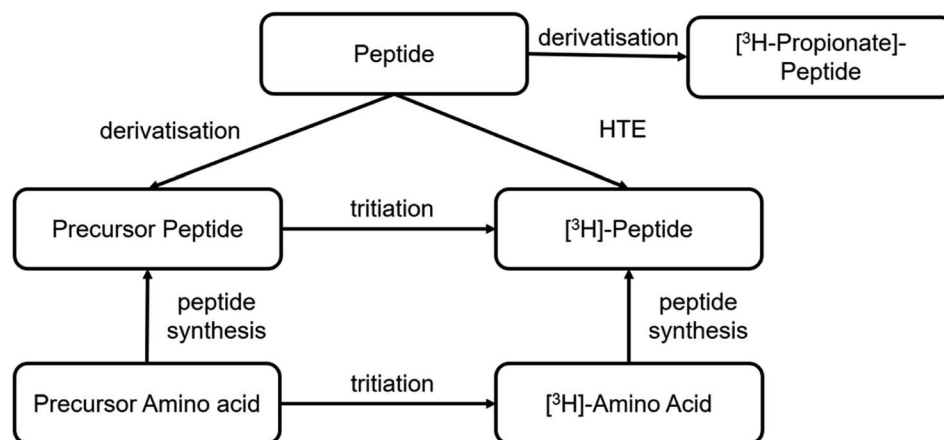 Peptide
derivatisation
[³H-Propionate]-
Peptide
derivatisation
HTE
Precursor Peptide
tritiation
[³H]-Peptide
peptide
synthesis
peptide
synthesis
Precursor Amino acid
tritiation
[³H]-Amino Acid